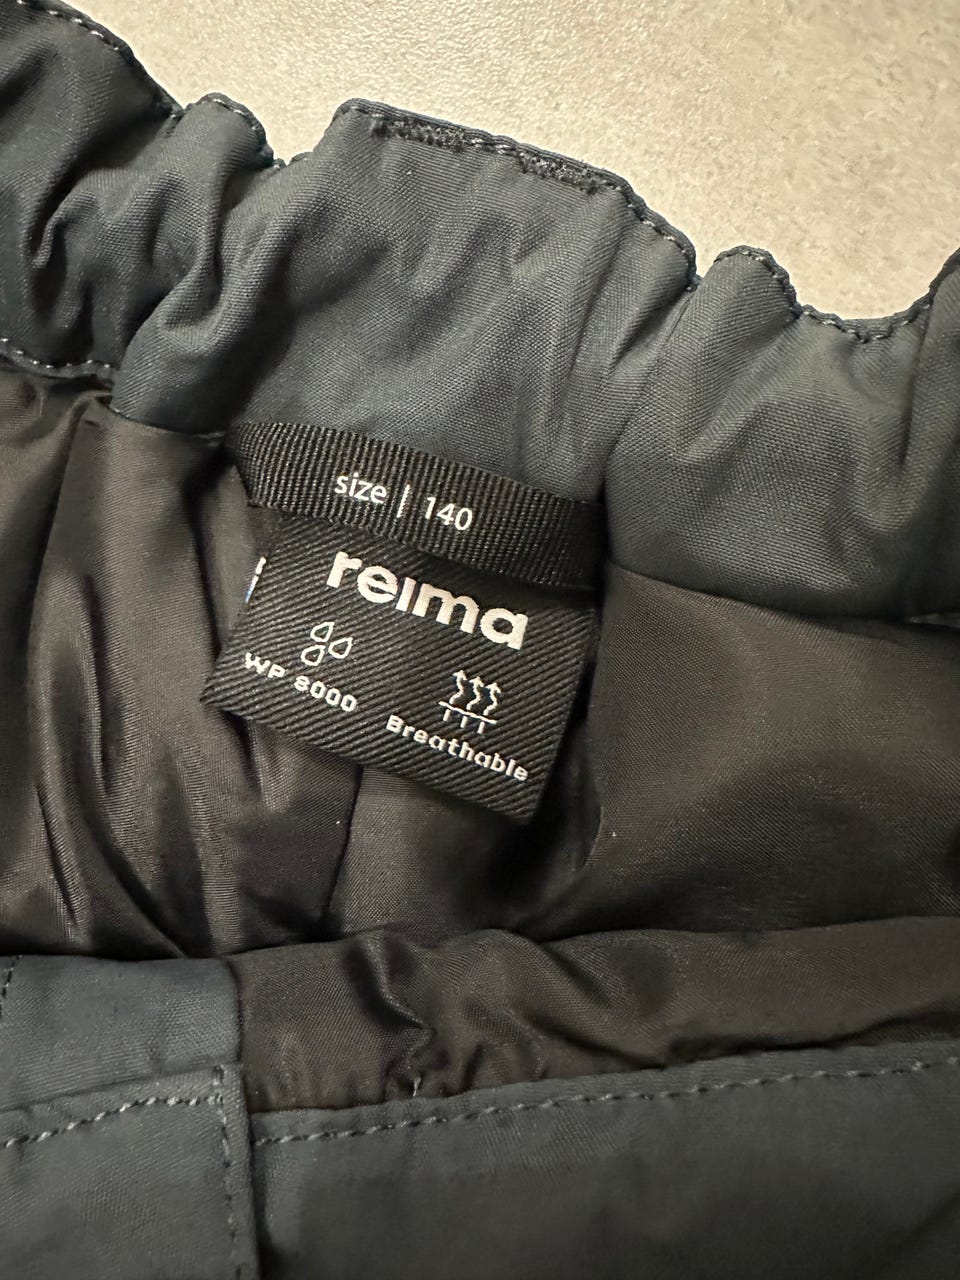 size | 140
reima
WP 8000
Breathable